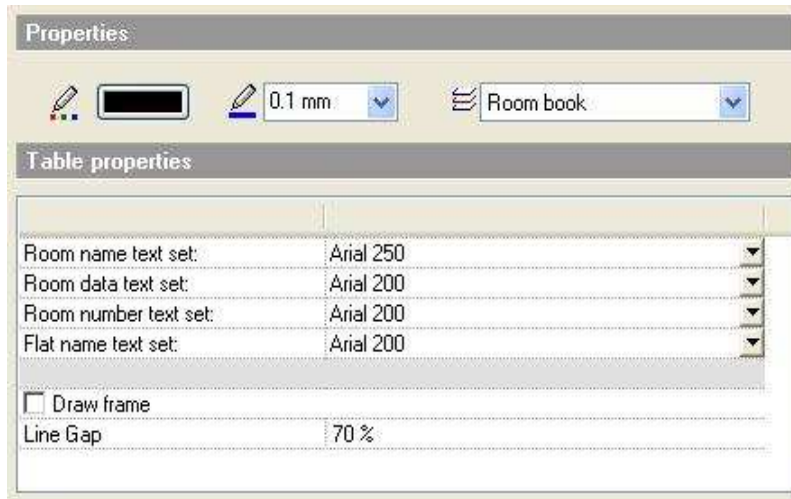 Properties
0.1 mm Room book
Table properties
Room name text set: Arial 250
Room data text set: Arial 200
Room number text set: Arial 200
Flat name text set: Arial 200
Draw frame
Line Gap 70 %